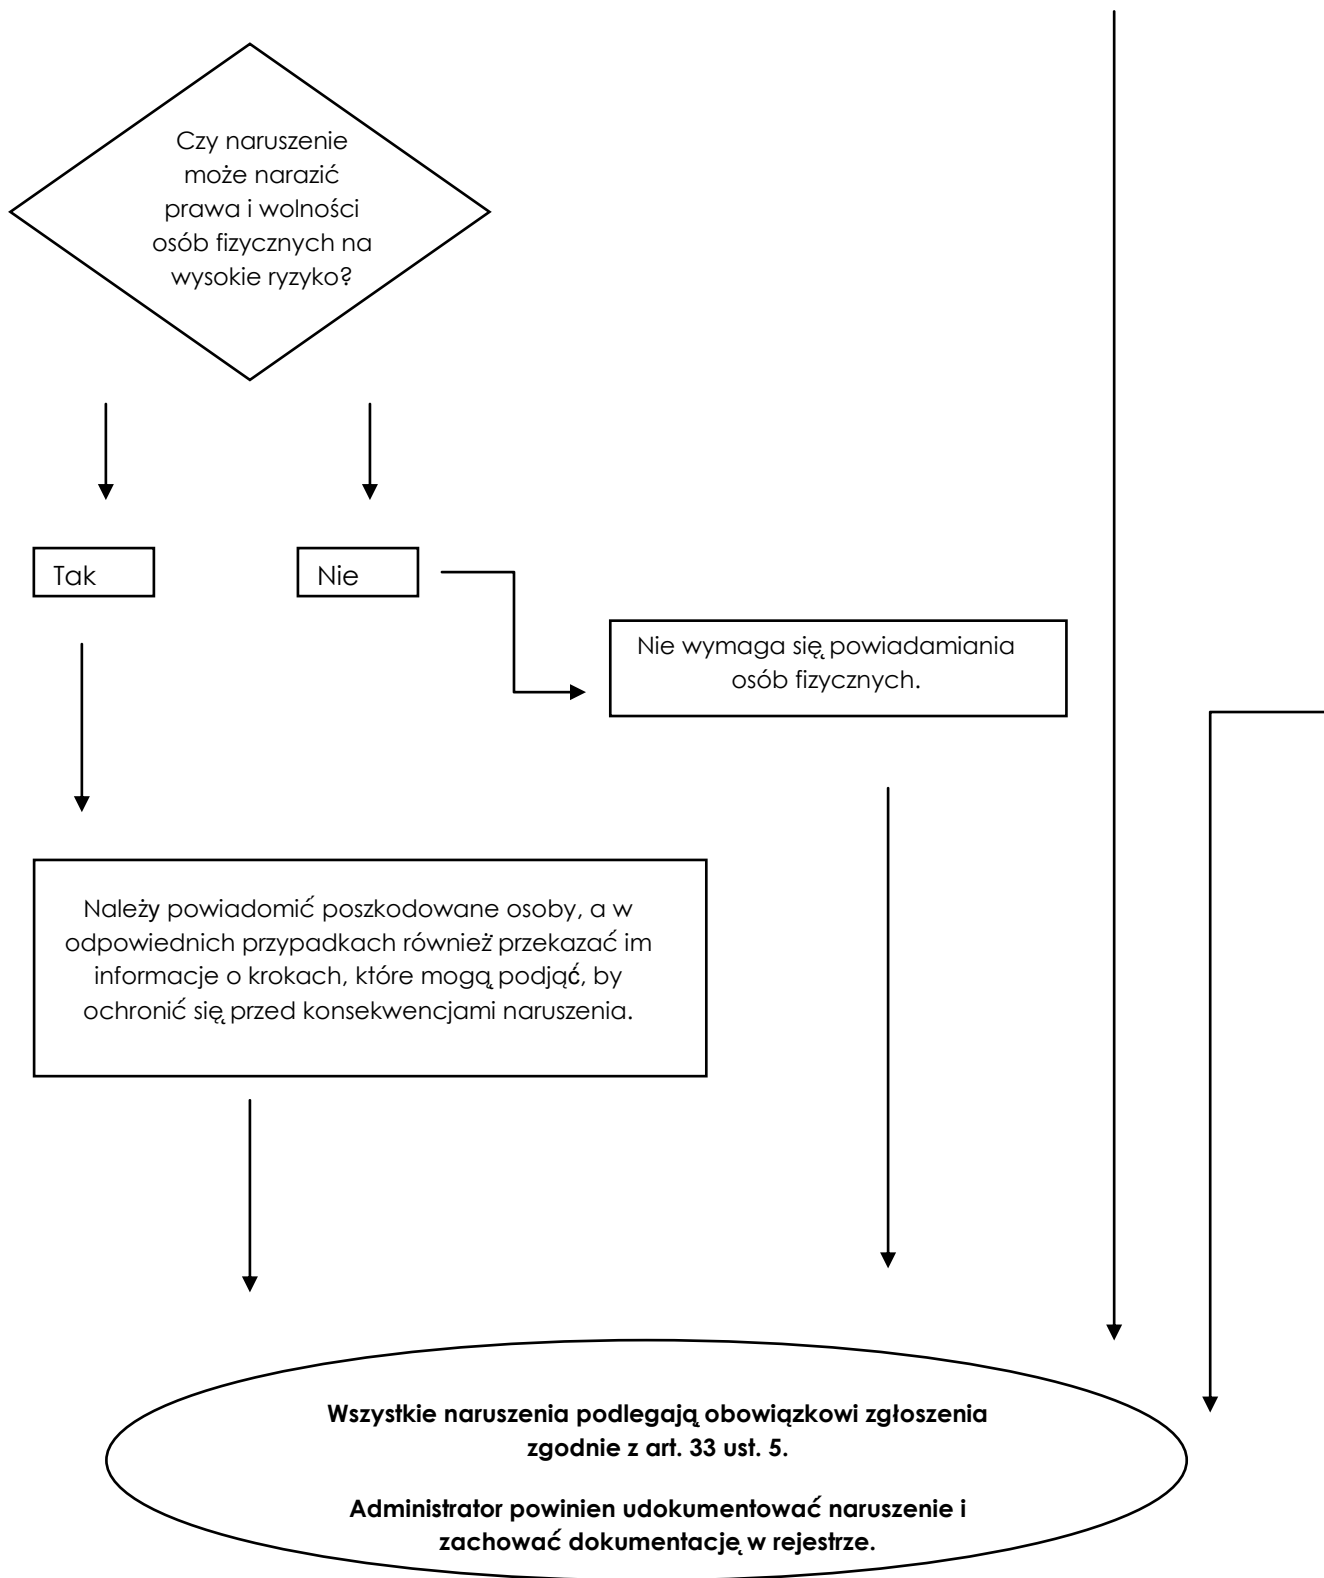 Czy naruszenie
może narazić
prawa i wolności
osób fizycznych na
wysokie ryzyko?
Tak
Nie
Nie wymaga się powiadamiania
osób fizycznych.
Należy powiadomić poszkodowane osoby, a w
odpowiednich przypadkach również przekazać im
informacje o krokach, które mogą podjąć, by
ochronić się przed konsekwencjami naruszenia.
Wszystkie naruszenia podlegają obowiązkowi zgłoszenia
zgodnie z art. 33 ust. 5.
Administrator powinien udokumentować naruszenie i
zachować dokumentację w rejestrze.